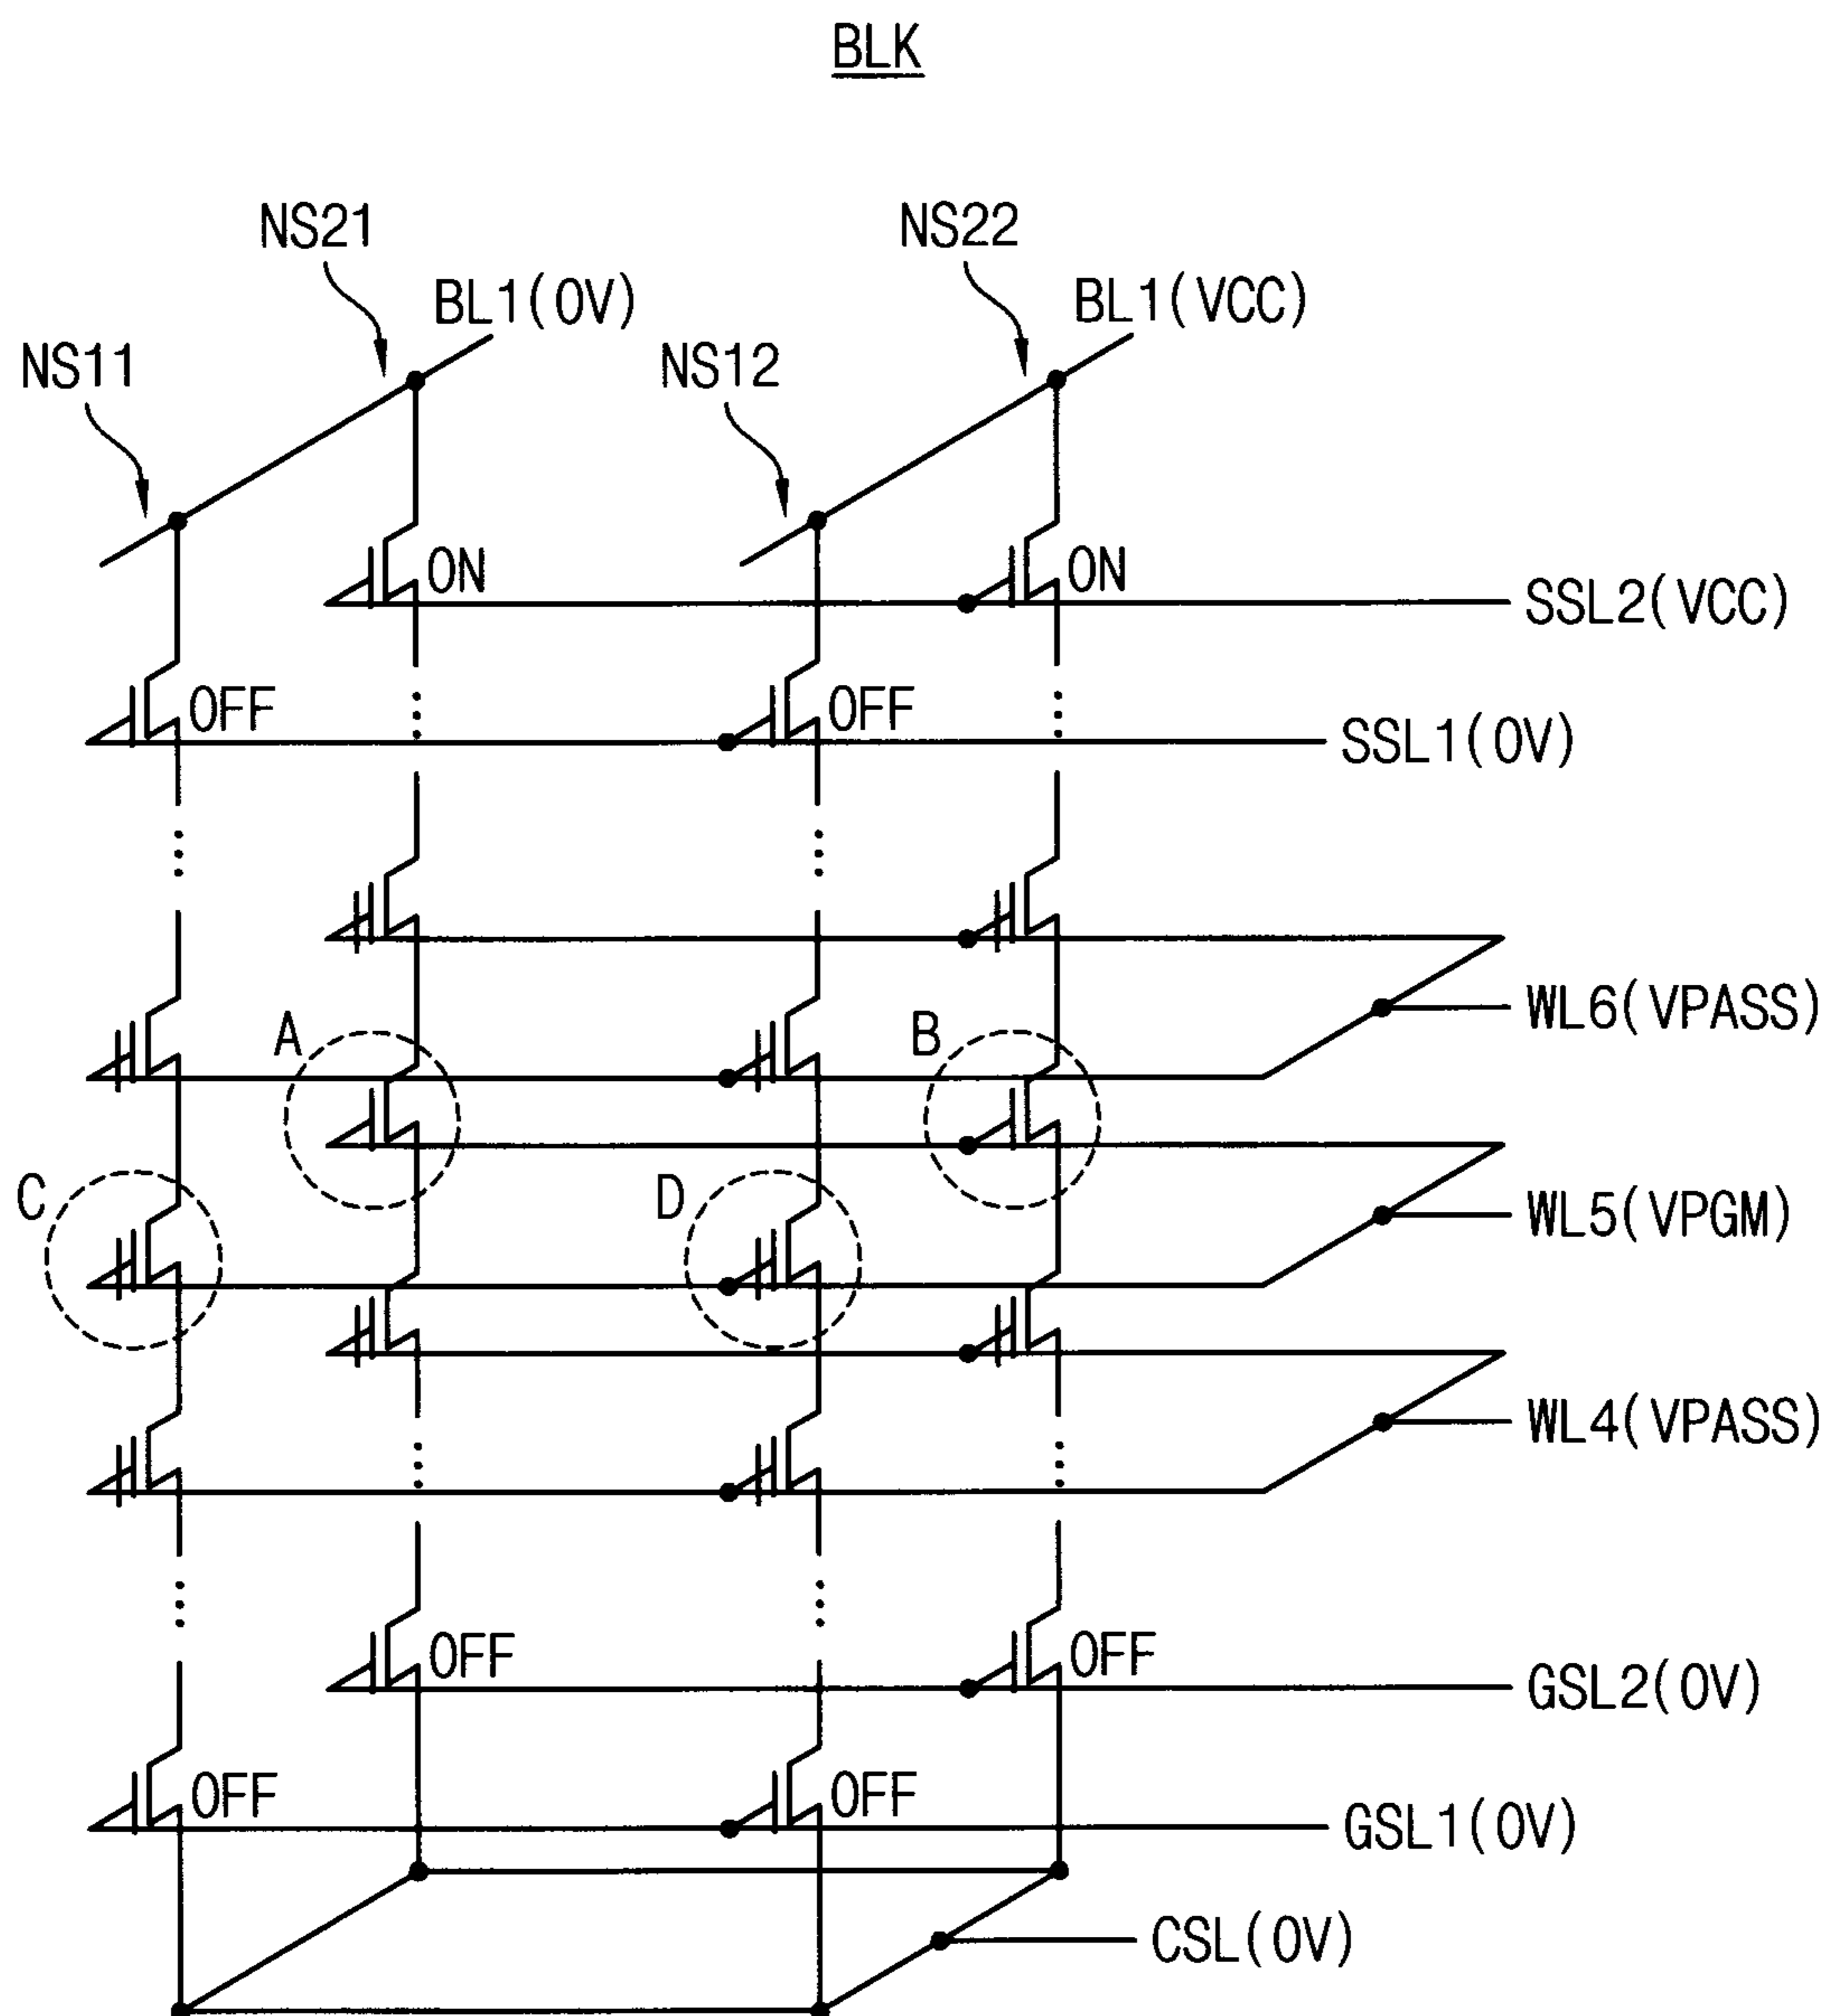 BLK
NS21
NS22
BL1(0V)
BL1(VCC)
NS11
NS12
ON
ON
SSL2(VCC)
OFF
OFF
SSL1(0V)
WL6(VPASS)
A
B
C
D
WL5(VPGM)
WL4(VPASS)
OFF
OFF
GSL2(0V)
OFF
OFF
GSL1(0V)
CSL(0V)